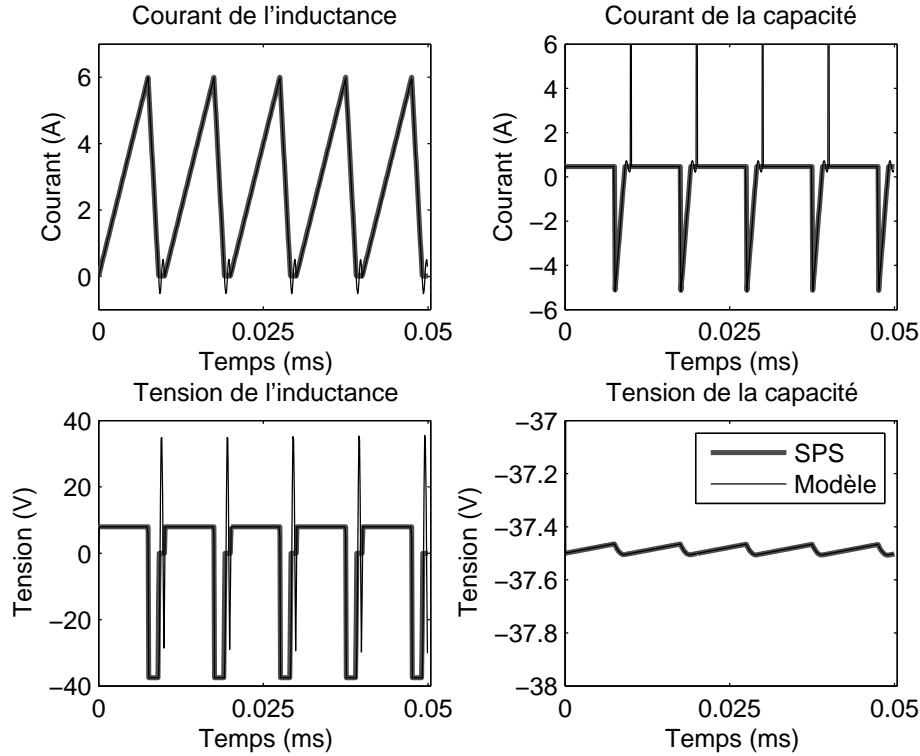 Courant de l'inductance
6
4
2
0
Courant (A)
0
0.025
0.05
Temps (ms)
Courant de la capacité
6
4
2
0
−2
−4
−6
Courant (A)
0
0.025
0.05
Temps (ms)
Tension de l'inductance
40
20
0
−20
−40
Tension (V)
0
0.025
0.05
Temps (ms)
Tension de la capacité
−37
−37.2
−37.4
−37.6
−37.8
−38
Tension (V)
SPS
Modèle
0
0.025
0.05
Temps (ms)